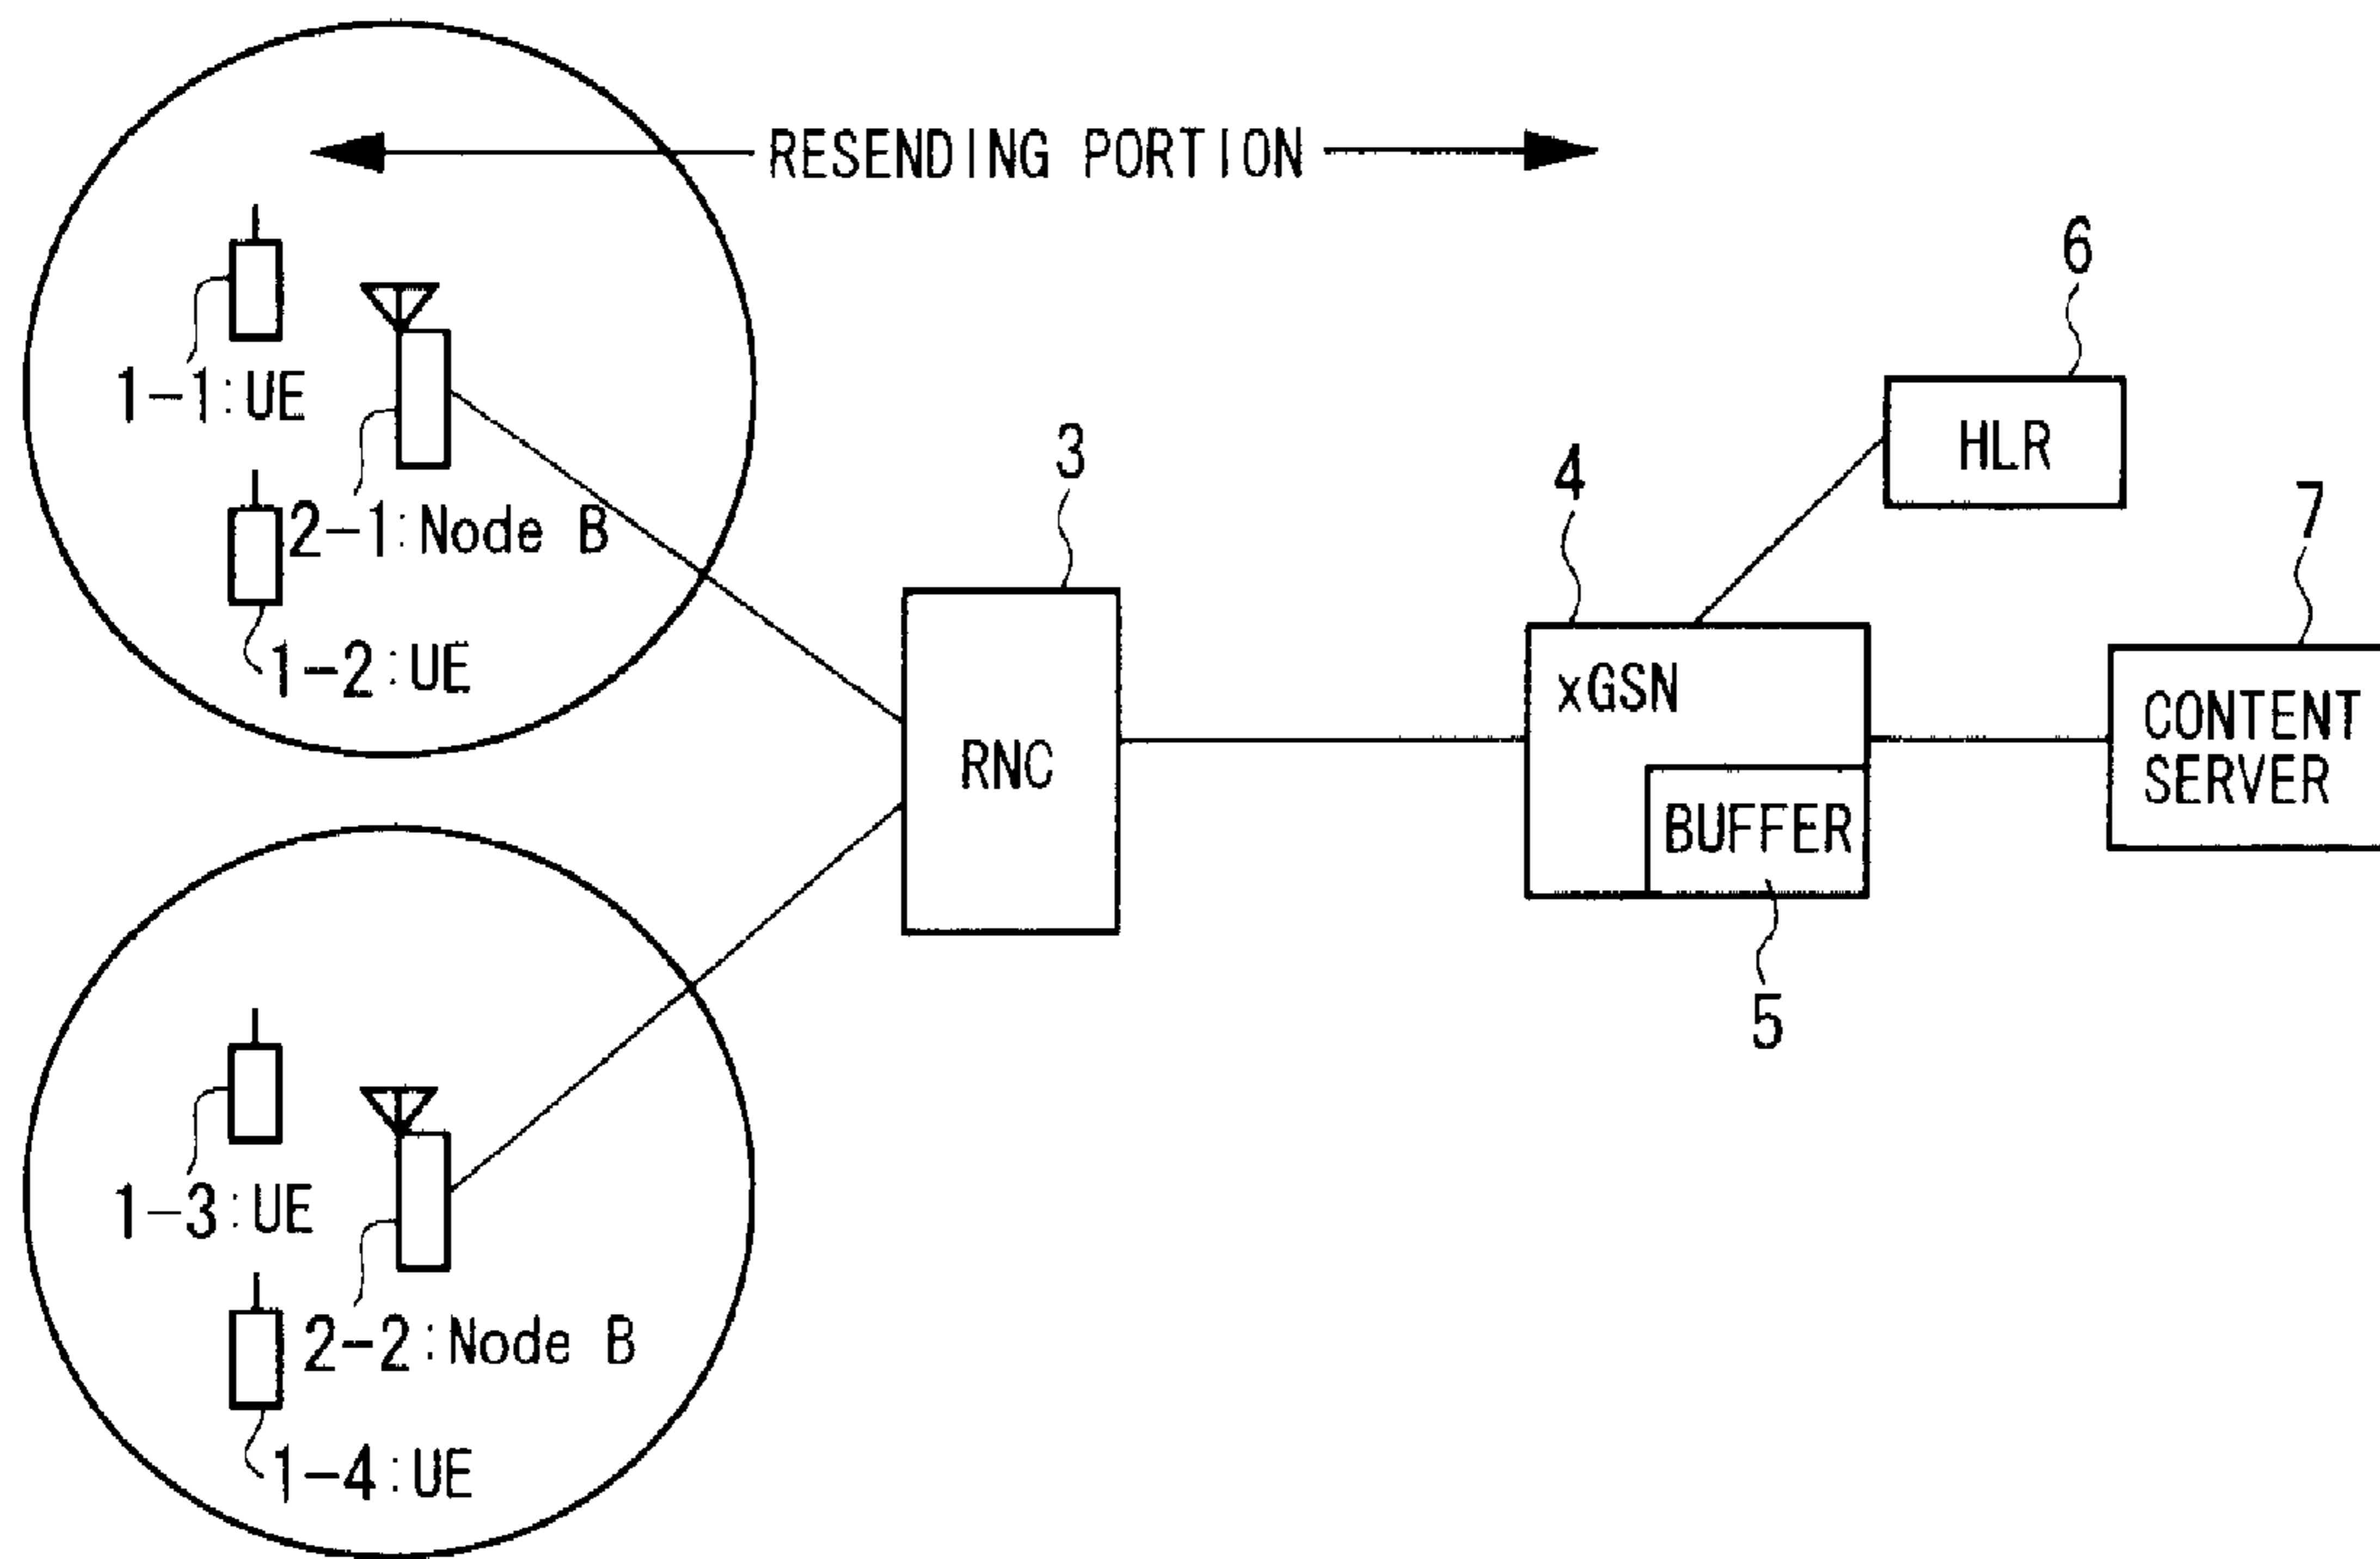 RESENDING PORTION
6
1-1:UE
HLR
3
4
7
2-1:Node B
1-2:UE
xGSN
CONTENT
SERVER
RNC
BUFFER
5
1-3:UE
2-2:Node B
1-4:UE